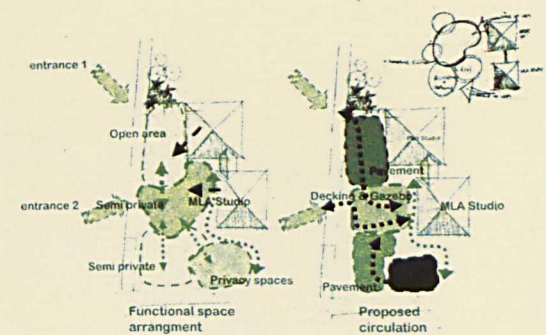 entrance 1
Open area
entrance 2
Semi private
MLA Studio
Semi private
Privacy spaces
Functional space
arrangment
Pavement
Decking & Gazebo
MLA Studio
Pavement
Proposed
circulation